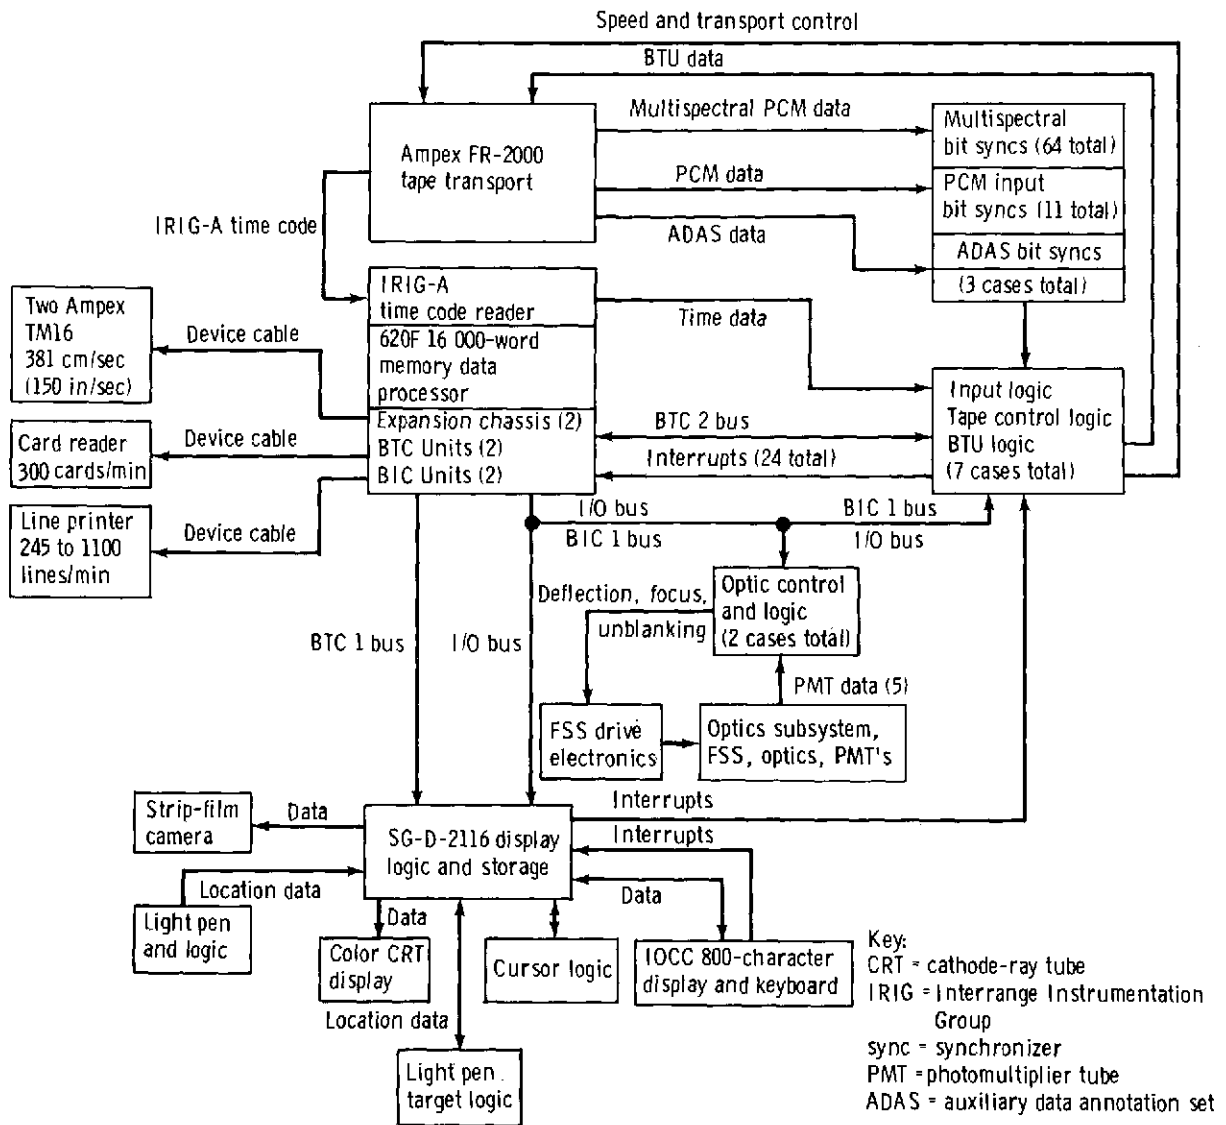 Speed and transport control
BTU data
Multispectral PCM data
Ampex FR-2000
tape transport
PCM data
ADAS data
Multispectral
bit syncs (64 total)
PCM input
bit syncs (11 total)
ADAS bit syncs
(3 cases total)
IRIG-A time code
IRIG-A
time code reader
620F 16 000-word
memory data
processor
Expansion chassis (2)
BTC Units (2)
BIC Units (2)
Time data
Two Ampex
TM16
381 cm/sec
(150 in/sec)
Device cable
Card reader
300 cards/min
Device cable
Line printer
245 to 1100
lines/min
Device cable
BTC 2 bus
Interrupts (24 total)
Input logic
Tape control logic
BTU logic
(7 cases total)
I/O bus
BIC 1 bus
BIC 1 bus
I/O bus
Optic control
and logic
(2 cases total)
Deflection, focus,
unblanking
BTC 1 bus
I/O bus
PMT data (5)
FSS drive
electronics
Optics subsystem,
FSS, optics, PMT's
Strip-film
camera
Data
SG-D-2116 display
logic and storage
Interrupts
Interrupts
Data
Location data
Light pen
and logic
Data
Color CRT
display
Cursor logic
IOCC 800-character
display and keyboard
Location data
Light pen
target logic
Key:
CRT = cathode-ray tube
IRIG = Interrange Instrumentation
Group
sync = synchronizer
PMT = photomultiplier tube
ADAS = auxiliary data annotation set